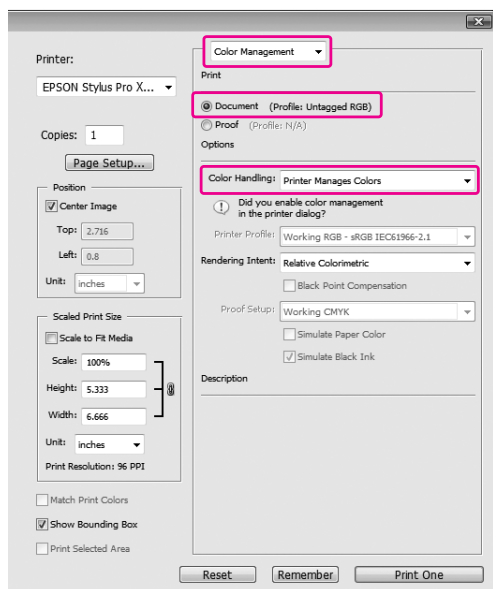 Printer:
EPSON Stylus Pro X...
Copies: 1
Page Setup...
Position
Center Image
Top: 2.716
Left: 0.8
Unit: inches
Scaled Print Size
Scale to Fit Media
Scale: 100%
Height: 5.333
Width: 6.666
Unit: inches
Print Resolution: 96 PPI
Match Print Colors
Show Bounding Box
Print Selected Area
Color Management
Print
Document (Profile: Untagged RGB)
Proof (Profile: N/A)
Options
Color Handling: Printer Manages Colors
Did you enable color management
in the printer dialog?
Printer Profile: Working RGB - sRGB IEC61966-2.1
Rendering Intent: Relative Colorimetric
Black Point Compensation
Proof Setup: Working CMYK
Simulate Paper Color
Simulate Black Ink
Description
Reset Remember Print One